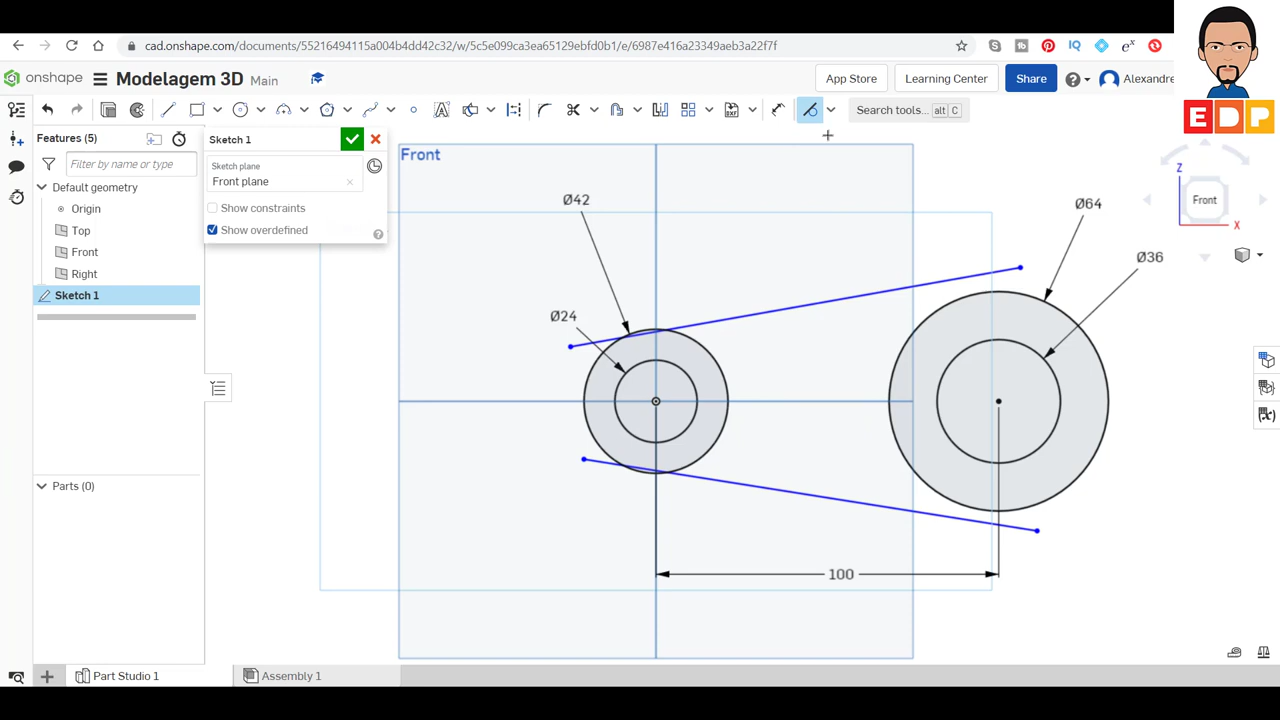 cad.onshape.com/documents/55216494115a004b4dd42c32/w/5c5e099ca3ea65129ebfd0b1/e/6987e416a23349aeb3a22f7f
onshape Modelagem 3D Main App Store Learning Center Share Alexandre
Search tools... alt C
EDP
Features (5)
Filter by name or type
Default geometry
Origin
Top
Front
Right
Sketch 1
Parts (0)
Sketch 1
Sketch plane
Front plane
Show constraints
Show overdefined
Front
Ø42
Ø24
Ø64
Ø36
100
Z
Front
X
Part Studio 1
Assembly 1